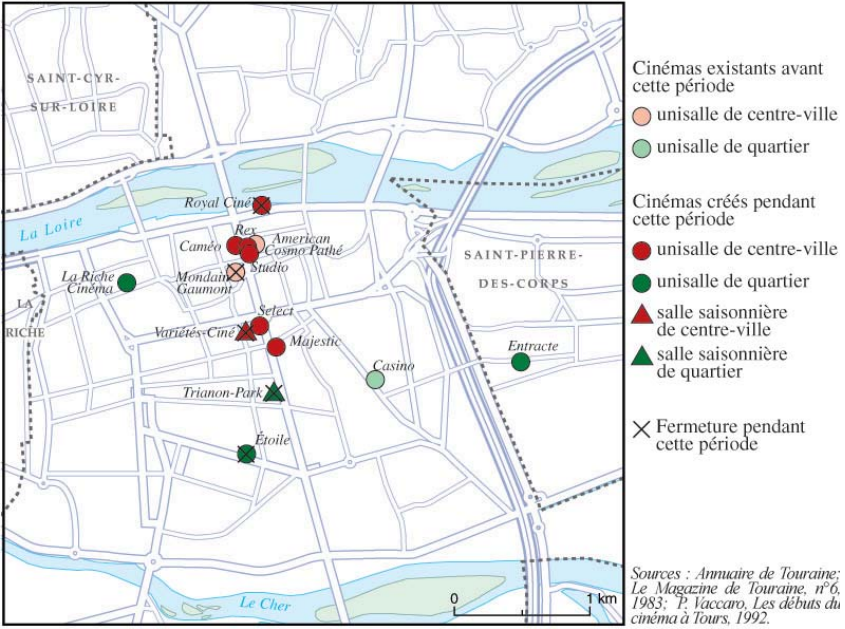 SAINT-CYR-
SUR-LOIRE
La Loire
Royal Ciné
Rex
Caméo
American
Cosmo Pathé
Studio
La Riche
Cinéma
Mondain
Gaumont
SAINT-PIERRE-
DES-CORPS
LA
RICHE
Select
Variétés-Ciné
Majestic
Entracte
Casino
Trianon-Park
Étoile
Le Cher
0 1 km
Cinémas existants avant
cette période
unisalle de centre-ville
unisalle de quartier
Cinémas créés pendant
cette période
unisalle de centre-ville
unisalle de quartier
salle saisonnière
de centre-ville
salle saisonnière
de quartier
Fermeture pendant
cette période
Sources : Annuaire de Touraine;
Le Magazine de Touraine, n°6,
1983; P. Vaccaro, Les débuts du
cinéma à Tours, 1992.